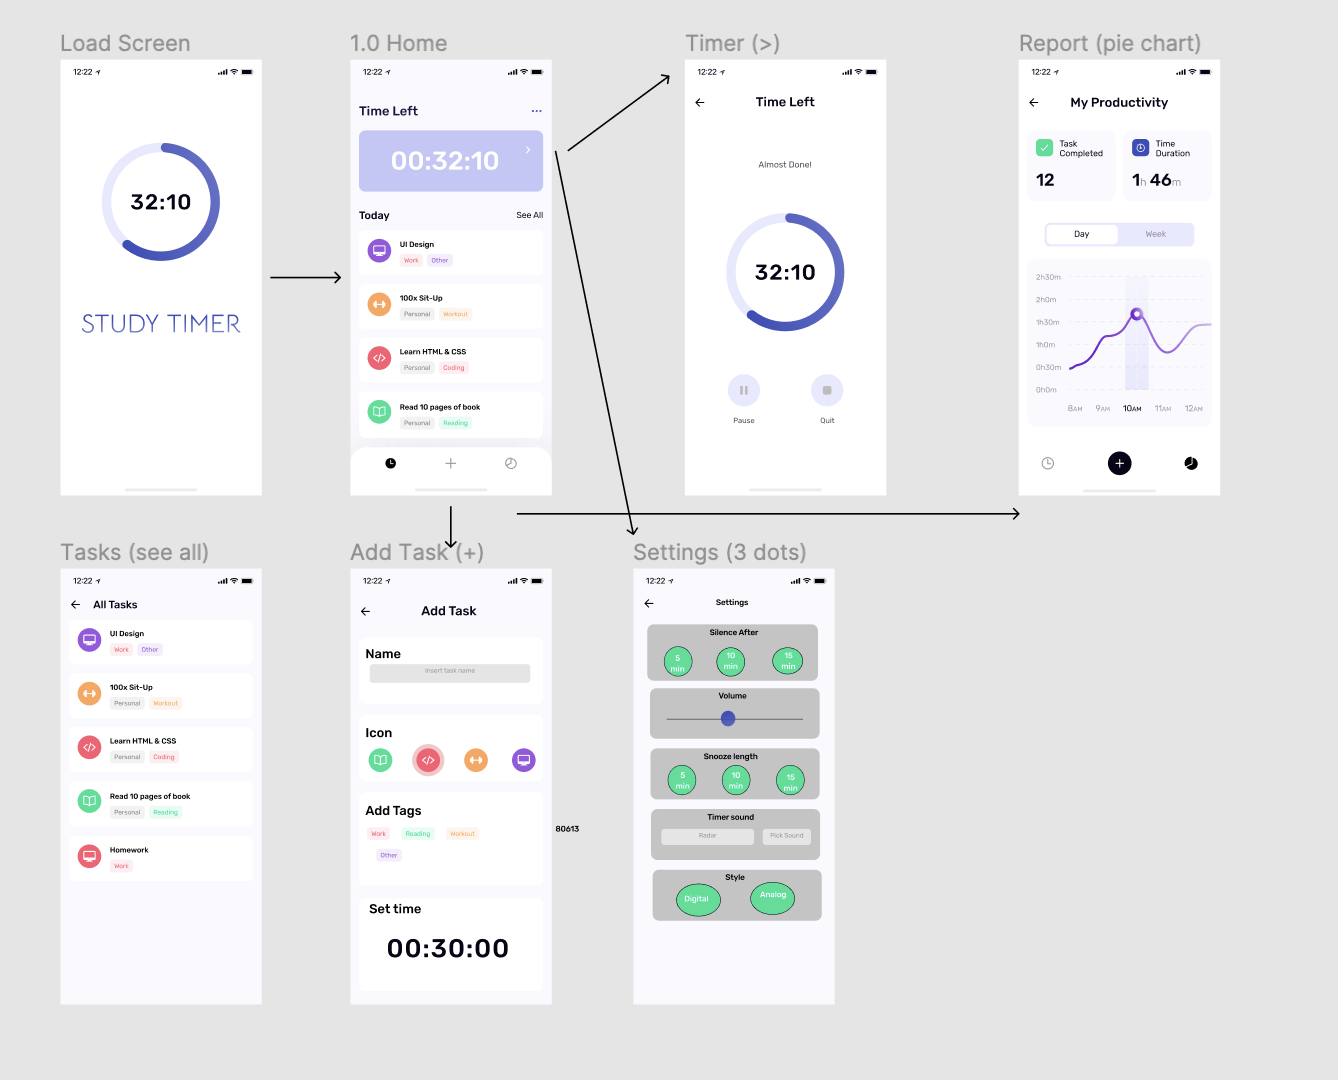 Load Screen
12:22
32:10
STUDY TIMER
1.0 Home
12:22
Time Left
00:32:10
Today
See All
UI Design
Work
Other
100x Sit-Up
Personal
Workout
Learn HTML & CSS
Personal
Coding
Read 10 pages of book
Personal
Reading
Timer (>)
12:22
Time Left
Almost Done!
32:10
Pause
Quit
Report (pie chart)
12:22
My Productivity
Task
Completed
12
Time
Duration
1h 46m
Day
Week
2h30m
2h0m
1h30m
1h0m
0h30m
0h0m
8AM
9AM
10AM
11AM
12AM
Tasks (see all)
12:22
All Tasks
UI Design
Work
Other
100x Sit-Up
Personal
Workout
Learn HTML & CSS
Personal
Coding
Read 10 pages of book
Personal
Reading
Homework
Work
Add Task (+)
12:22
Add Task
Name
Insert task name
Icon
Add Tags
Work
Reading
Workout
Other
Set time
00:30:00
80613
Settings (3 dots)
12:22
Settings
Silence After
5
min
10
min
15
min
Volume
Snooze length
5
min
10
min
15
min
Timer sound
Radar
Pick Sound
Style
Digital
Analog